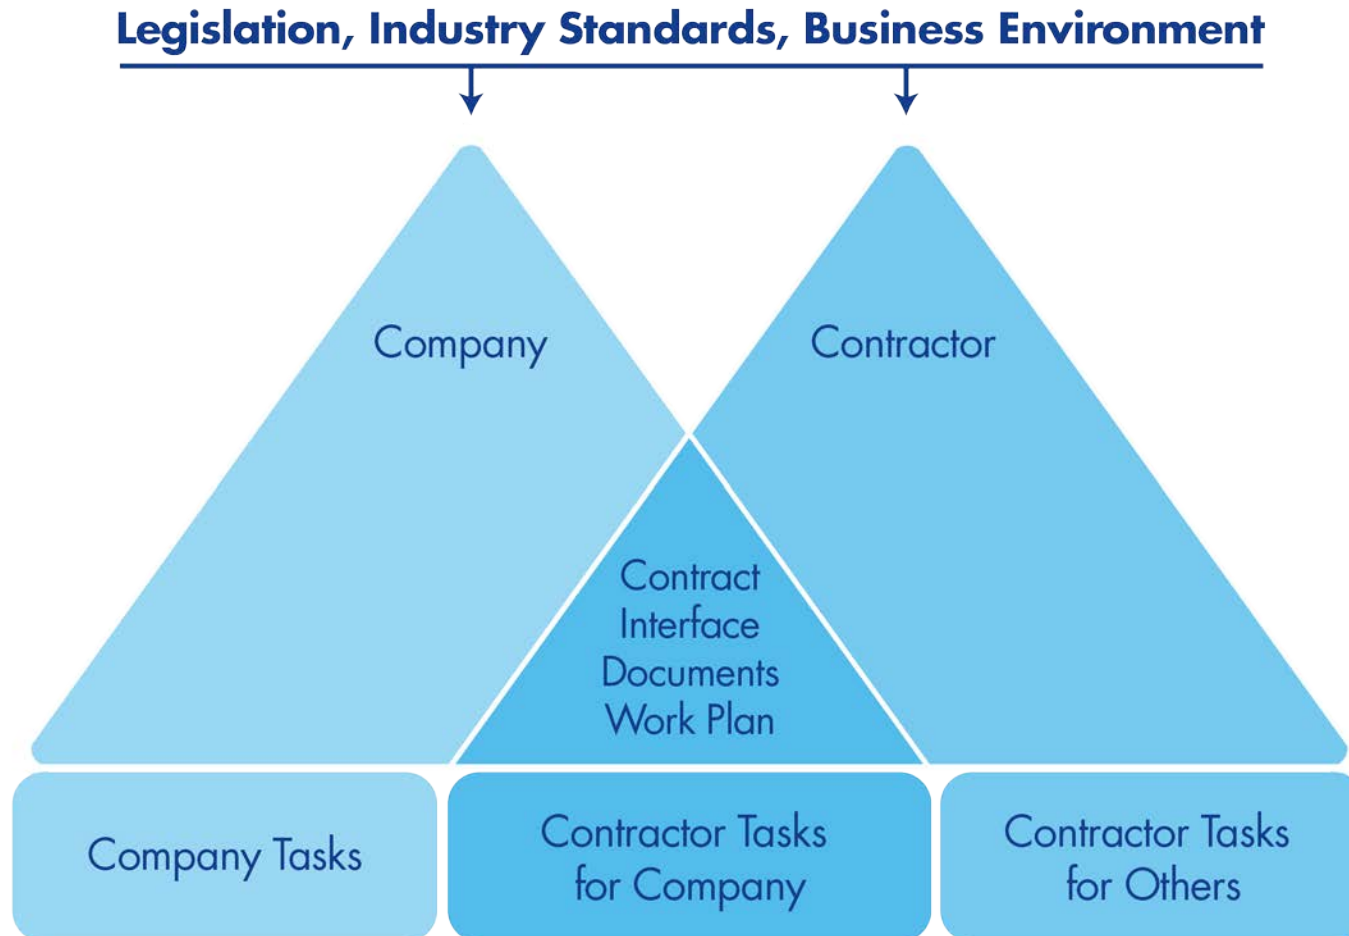 Legislation, Industry Standards, Business Environment
Company
Contractor
Contract
Interface
Documents
Work Plan
Company Tasks
Contractor Tasks
for Company
Contractor Tasks
for Others